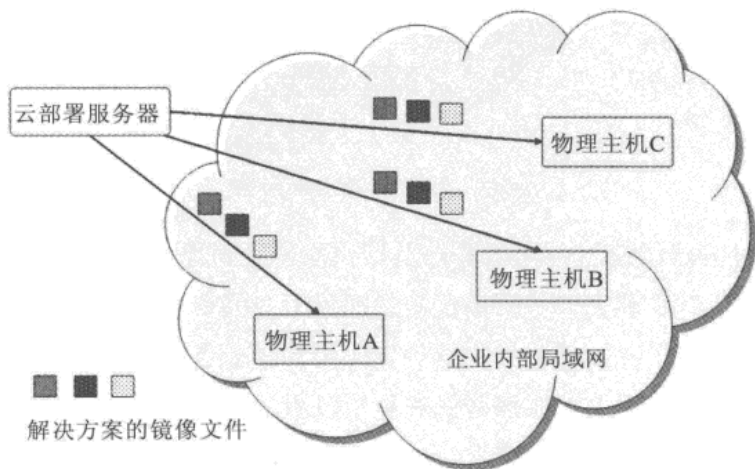 云部署服务器
物理主机C
物理主机B
物理主机A
企业内部局域网
解决方案的镜像文件